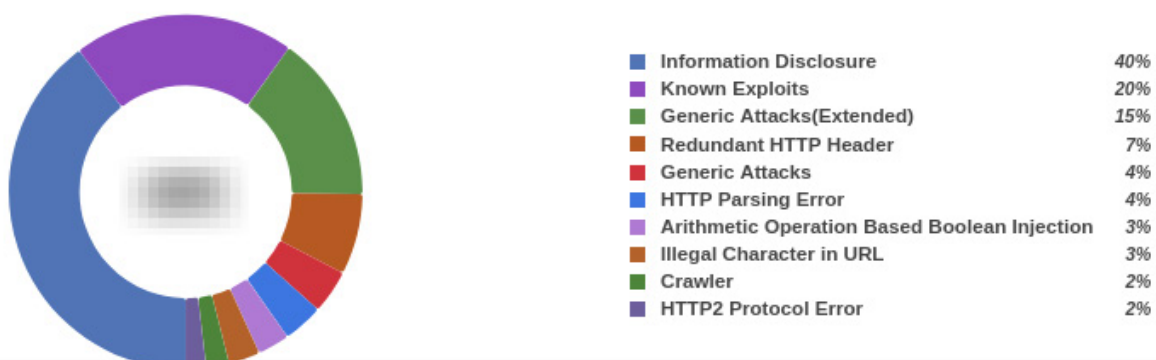 Information Disclosure 40%
Known Exploits 20%
Generic Attacks(Extended) 15%
Redundant HTTP Header 7%
Generic Attacks 4%
HTTP Parsing Error 4%
Arithmetic Operation Based Boolean Injection 3%
Illegal Character in URL 3%
Crawler 2%
HTTP2 Protocol Error 2%